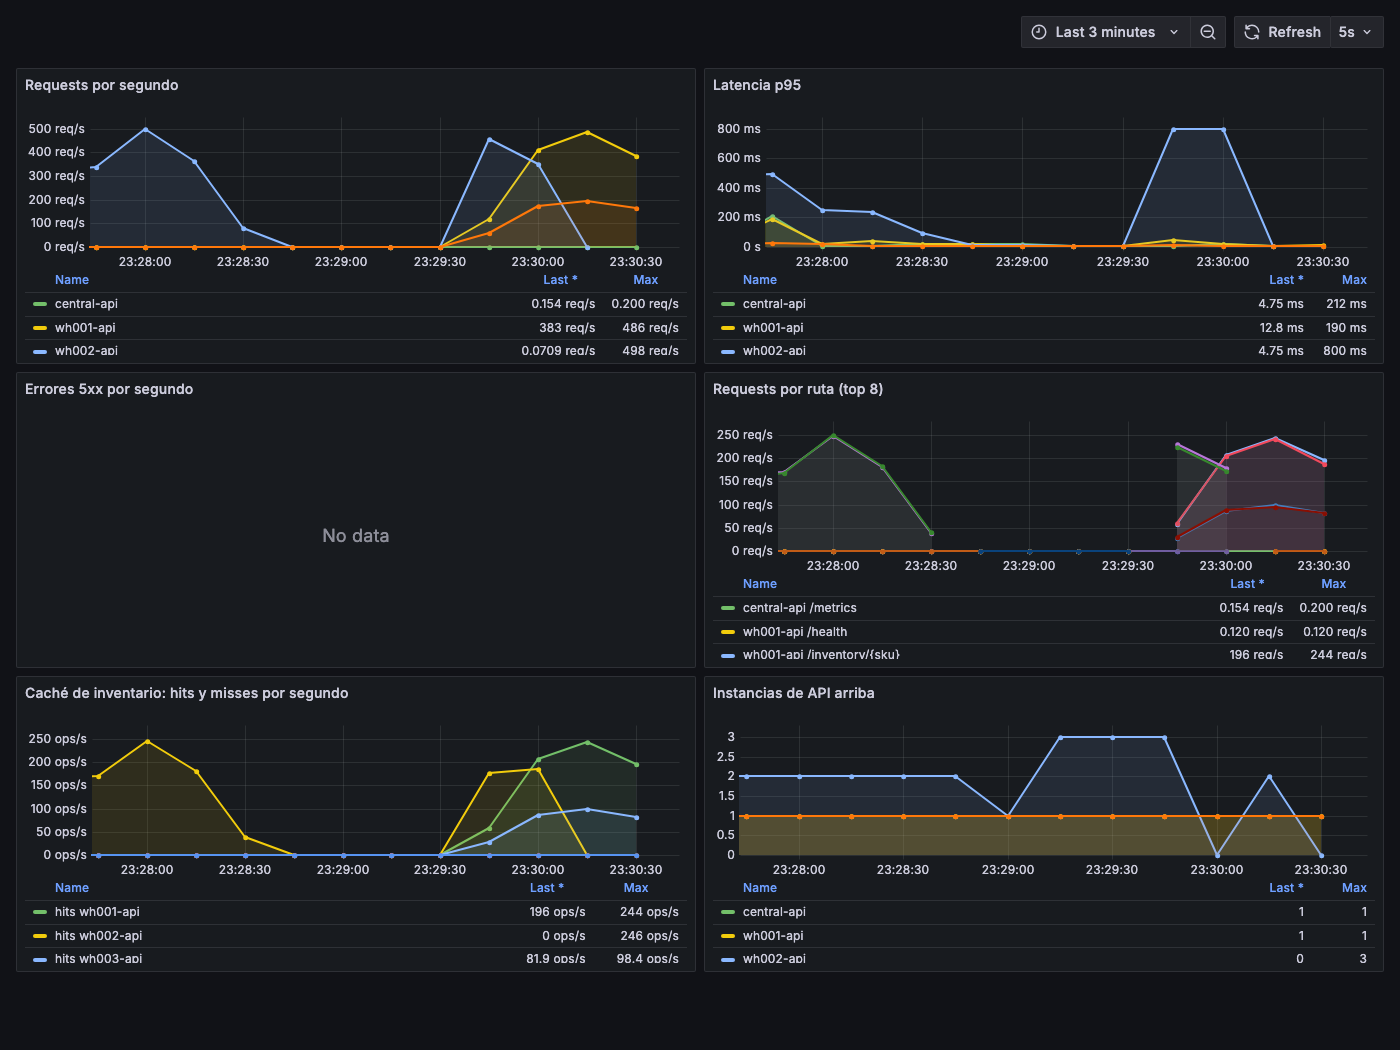 Last 3 minutes
Refresh 5s
Requests por segundo
500 req/s
400 req/s
300 req/s
200 req/s
100 req/s
0 req/s
23:28:00 23:28:30 23:29:00 23:29:30 23:30:00 23:30:30
Name Last * Max
central-api 0.154 req/s 0.200 req/s
wh001-api 383 req/s 486 req/s
wh002-api 0.0709 req/s 498 req/s
Latencia p95
800 ms
600 ms
400 ms
200 ms
0 s
23:28:00 23:28:30 23:29:00 23:29:30 23:30:00 23:30:30
Name Last * Max
central-api 4.75 ms 212 ms
wh001-api 12.8 ms 190 ms
wh002-api 4.75 ms 800 ms
Errores 5xx por segundo
No data
Requests por ruta (top 8)
250 req/s
200 req/s
150 req/s
100 req/s
50 req/s
0 req/s
23:28:00 23:28:30 23:29:00 23:29:30 23:30:00 23:30:30
Name Last * Max
central-api /metrics 0.154 req/s 0.200 req/s
wh001-api /health 0.120 req/s 0.120 req/s
wh001-api /inventory/{sku} 196 req/s 244 req/s
Caché de inventario: hits y misses por segundo
250 ops/s
200 ops/s
150 ops/s
100 ops/s
50 ops/s
0 ops/s
23:28:00 23:28:30 23:29:00 23:29:30 23:30:00 23:30:30
Name Last * Max
hits wh001-api 196 ops/s 244 ops/s
hits wh002-api 0 ops/s 246 ops/s
hits wh003-api 81.9 ops/s 98.4 ops/s
Instancias de API arriba
3
2.5
2
1.5
1
0.5
0
23:28:00 23:28:30 23:29:00 23:29:30 23:30:00 23:30:30
Name Last * Max
central-api 1 1
wh001-api 1 1
wh002-api 0 3